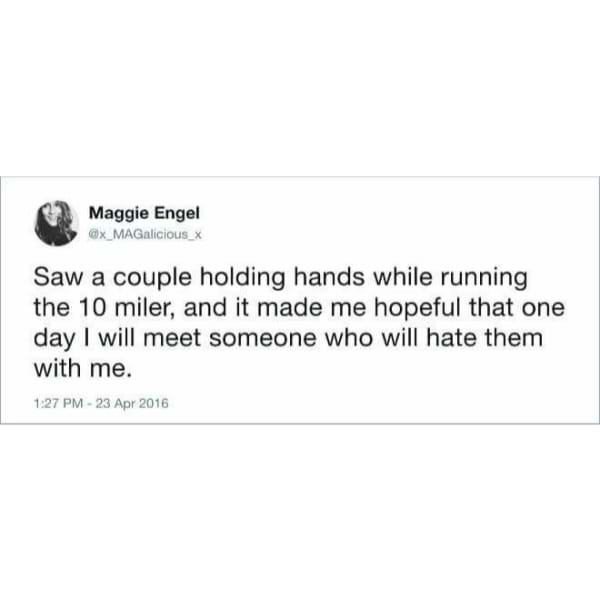 Maggie Engel
@x_MAGalicious_x
Saw a couple holding hands while running
the 10 miler, and it made me hopeful that one
day I will meet someone who will hate them
with me.
1:27 PM - 23 Apr 2016